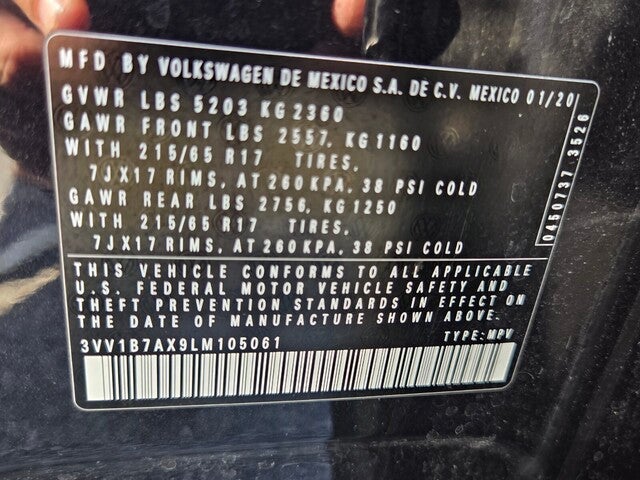 MFD BY VOLKSWAGEN DE MEXICO S.A. DE C.V. MEXICO 01/20
GVWR LBS 5203 KG 2360
GAWR FRONT LBS 2557, KG 1160
WITH 215/65 R17 TIRES,
7JX17 RIMS, AT 260 KPA, 38 PSI COLD
GAWR REAR LBS 2756, KG 1250
WITH 215/65 R17 TIRES,
7JX17 RIMS, AT 260KPA, 38 PSI COLD
0450737 3526
THIS VEHICLE CONFORMS TO ALL APPLICABLE
U.S. FEDERAL MOTOR VEHICLE SAFETY AND
THEFT PREVENTION STANDARDS IN EFFECT ON
THE DATE OF MANUFACTURE SHOWN ABOVE.
3VV1B7AX9LM105061 TYPE: MPV